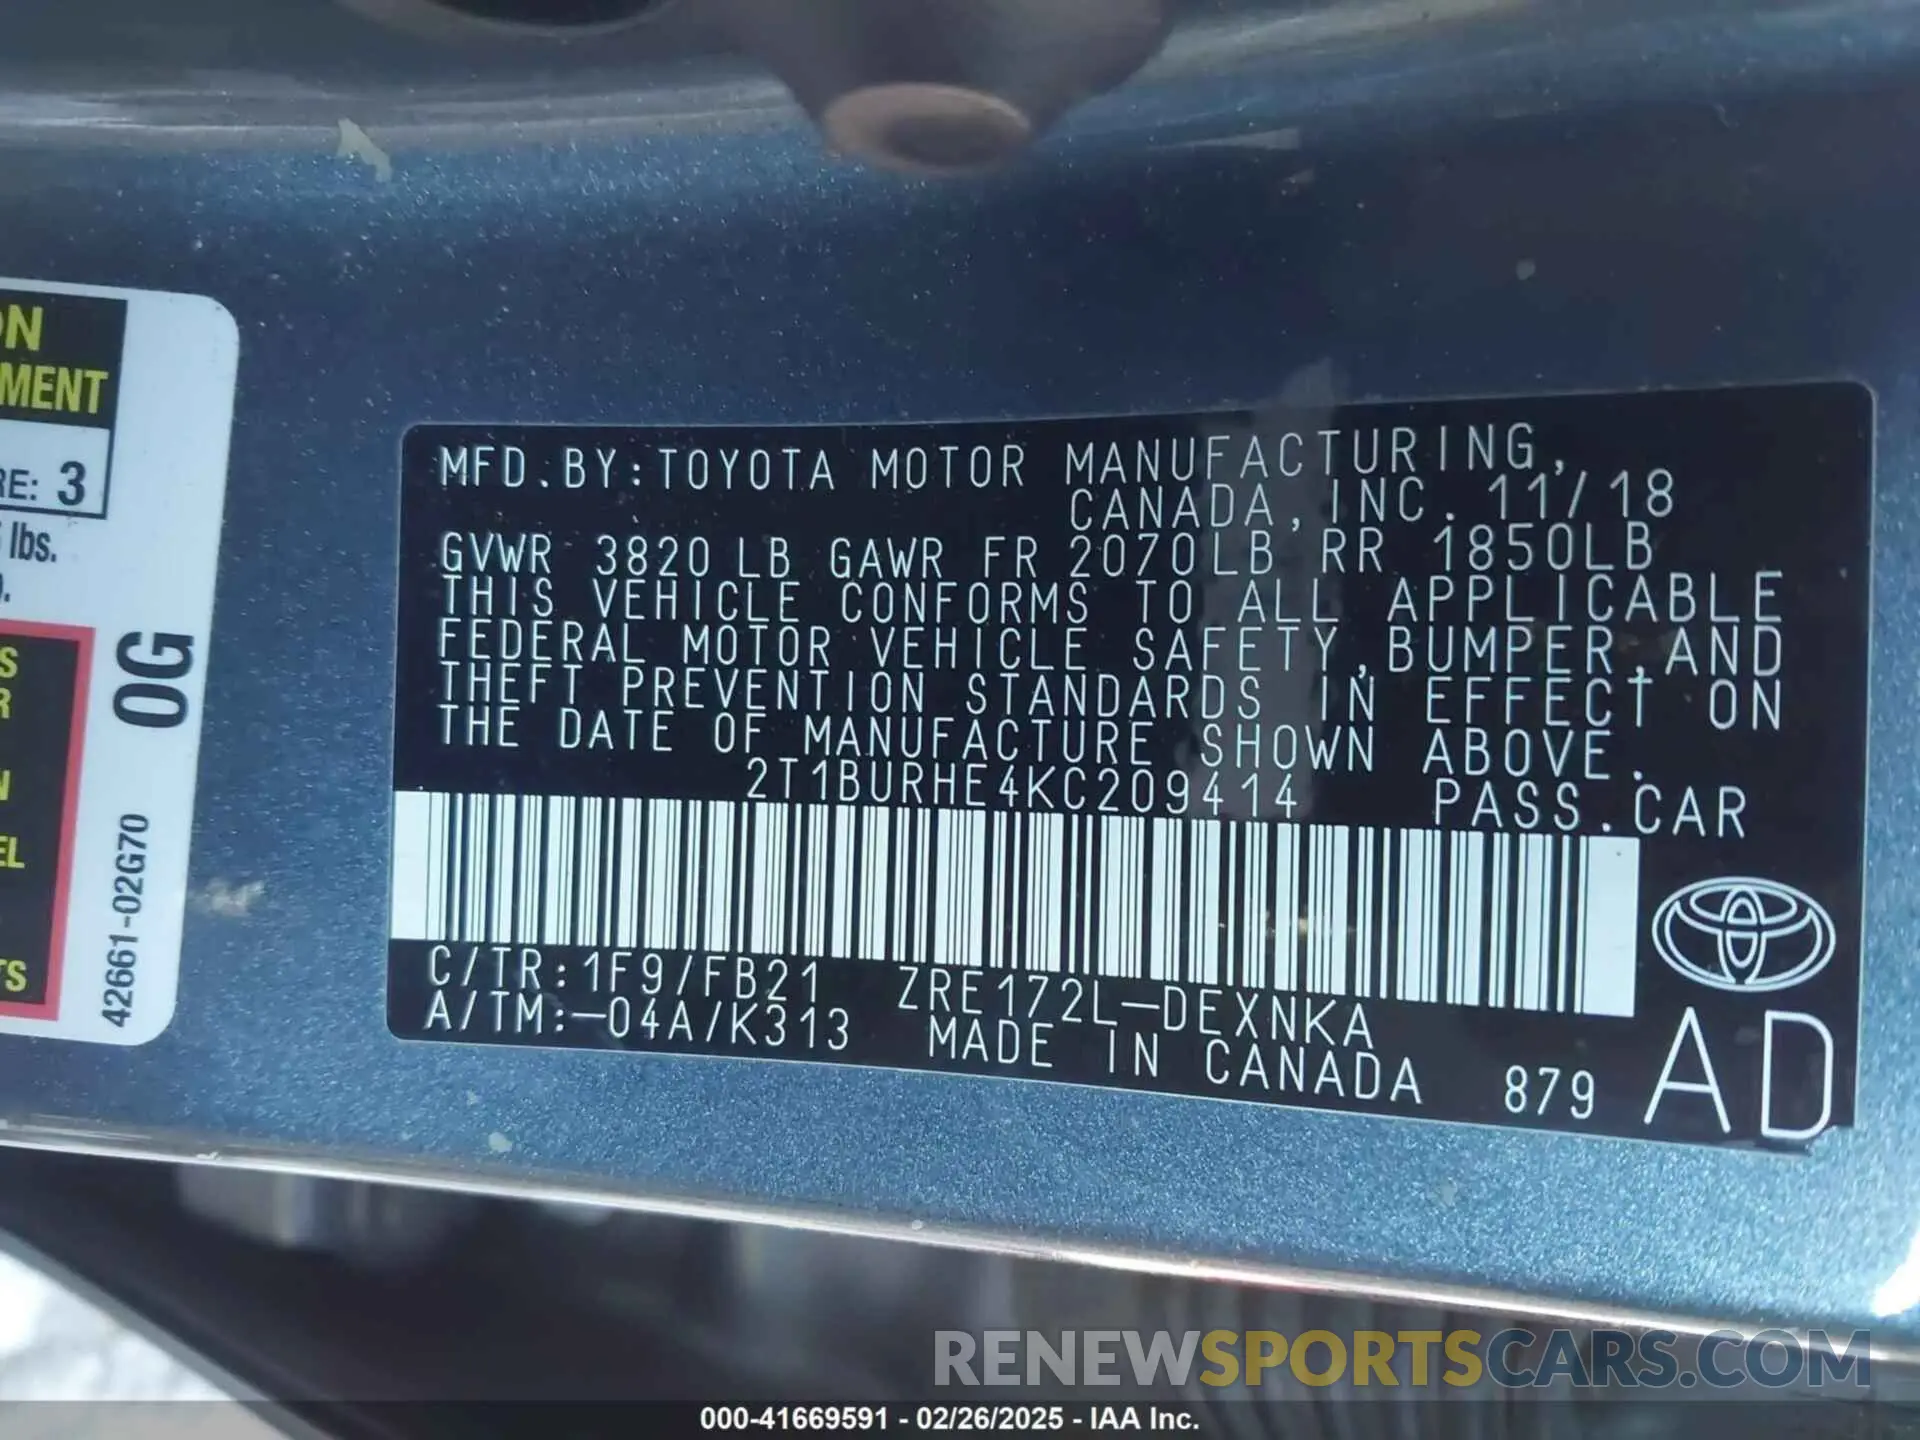 ON
MENT
RE: 3
lbs.
0G
S
R
N
EL
TS
42661-02G70
MFD.BY:TOYOTA MOTOR MANUFACTURING,
CANADA,INC. 11/18
GVWR 3820LB GAWR FR 2070LB RR 1850LB
THIS VEHICLE CONFORMS TO ALL APPLICABLE
FEDERAL MOTOR VEHICLE SAFETY,BUMPER,AND
THEFT PREVENTION STANDARDS IN EFFECT ON
THE DATE OF MANUFACTURE SHOWN ABOVE.
2T1BURHE4KC209414 PASS.CAR
C/TR:1F9/FB21 ZRE172L-DEXNKA
A/TM:-04A/K313 MADE IN CANADA 879
AD
RENEWSPORTSCARS.COM
000-41669591 - 02/26/2025 - IAA Inc.